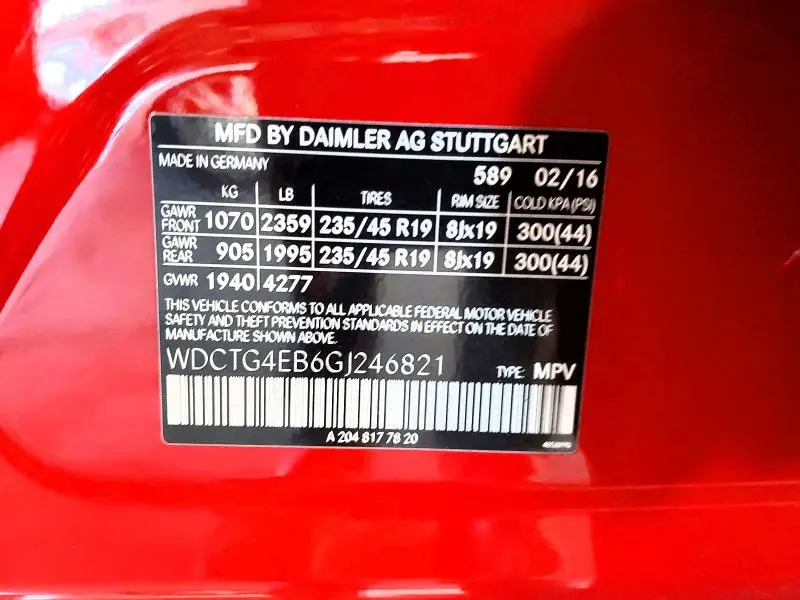 MFD BY DAIMLER AG STUTTGART
MADE IN GERMANY 589 02/16
KG LB TIRES RIM SIZE COLD KPA (PSI)
GAWR FRONT 1070 2359 235/45 R19 8Jx19 300(44)
GAWR REAR 905 1995 235/45 R19 8Jx19 300(44)
GVWR 1940 4277
THIS VEHICLE CONFORMS TO ALL APPLICABLE FEDERAL MOTOR VEHICLE
SAFETY AND THEFT PREVENTION STANDARDS IN EFFECT ON THE DATE OF
MANUFACTURE SHOWN ABOVE.
WDCTG4EB6GJ246821 TYPE: MPV
A 204 817 78 20